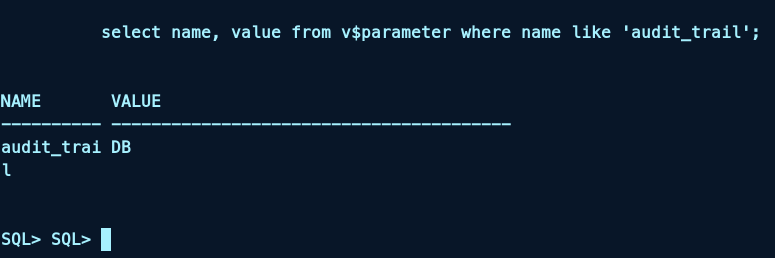 select name, value from v$parameter where name like 'audit_trail';
NAME       VALUE
---------- ----------------------------------------
audit_trai DB
l
SQL> SQL>